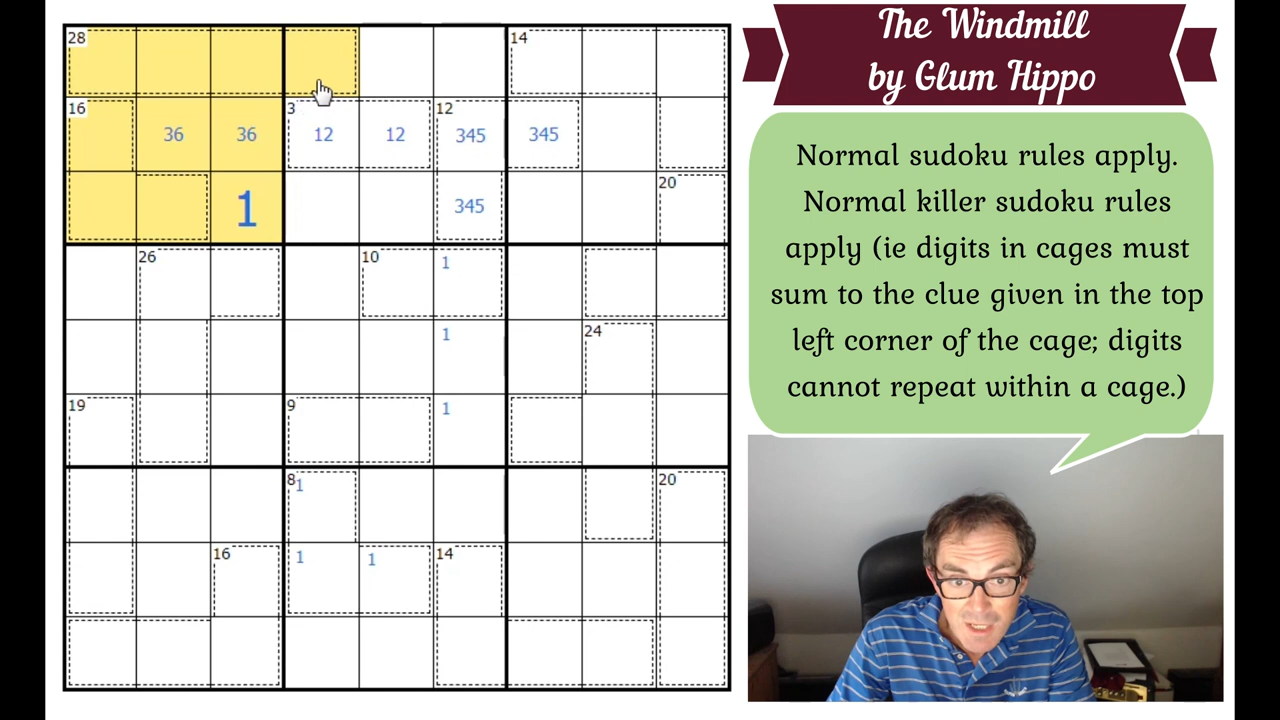 The Windmill
by Glum Hippo
Normal sudoku rules apply.
Normal killer sudoku rules
apply (ie digits in cages must
sum to the clue given in the top
left corner of the cage; digits
cannot repeat within a cage.)
28 14
16 36 36 3 12 12 12 345 345
1 345 20
26 10 1
1 24
19 9 1
8 1 20
16 1 1 14